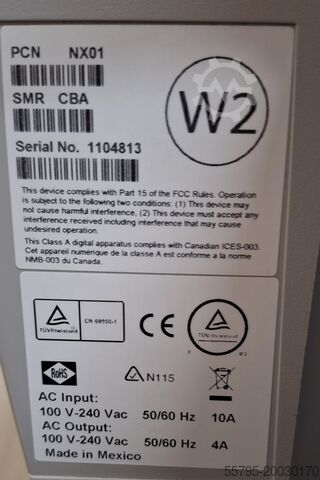 PCN NX01
SMR CBA
W2
Serial No. 1104813
This device complies with Part 15 of the FCC Rules. Operation
is subject to the following two conditions: (1) This device may
not cause harmful interference, (2) This device must accept any
interference received including interference that may cause
undesired operation.
This Class A digital apparatus complies with Canadian ICES-003.
Cet appareil numérique de la classe A est conforme a la norme
NMB-003 du Canada.
TÜVRheinland
EN 60950-1
CE
TÜVRheinland
US
RoHS
N115
AC Input:
100 V-240 Vac 50/60 Hz 10A
AC Output:
100 V-240 Vac 50/60 Hz 4A
Made in Mexico
55795-20030170